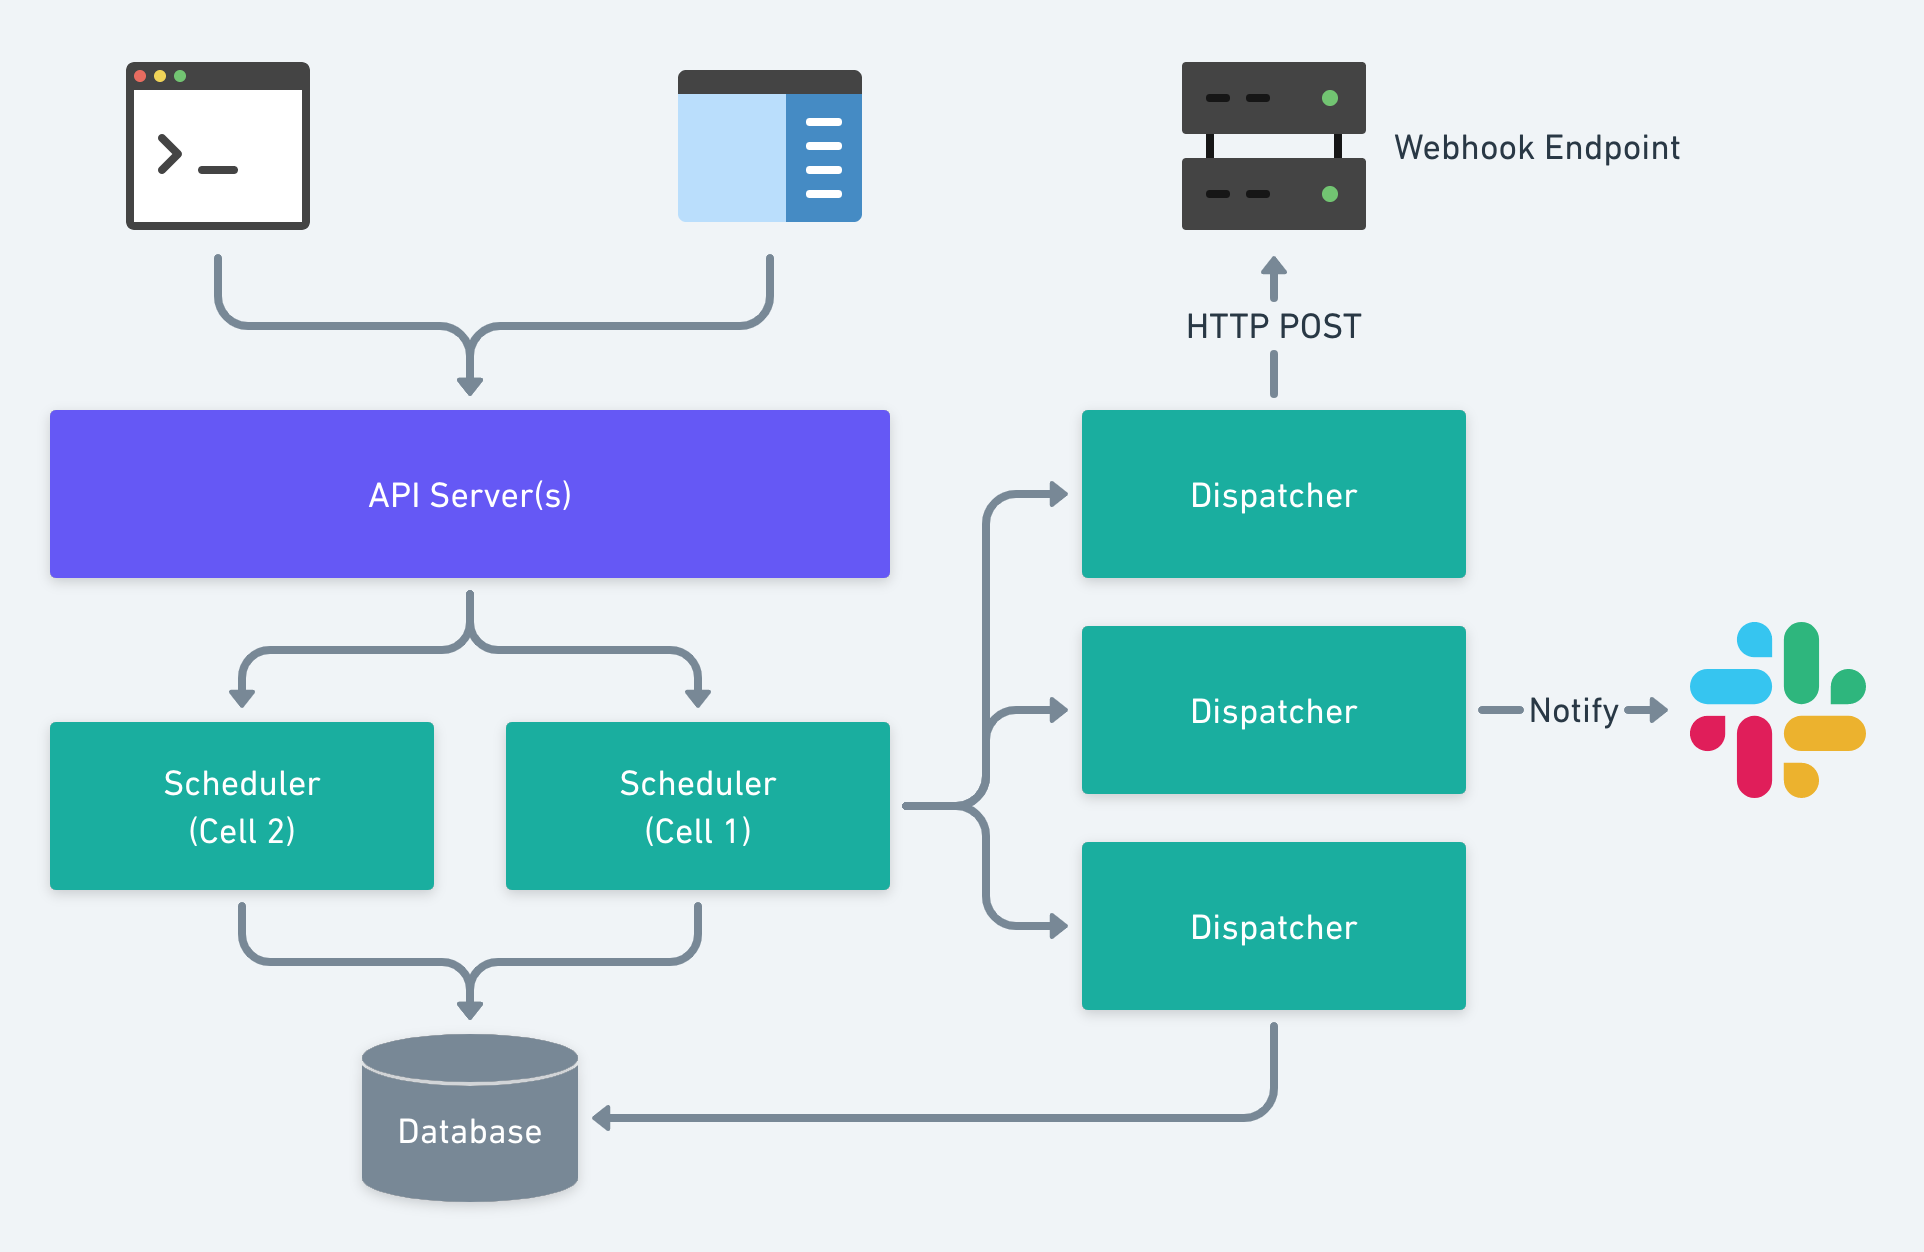 Webhook Endpoint
HTTP POST
API Server(s)
Dispatcher
Dispatcher
Notify
Scheduler
(Cell 2)
Scheduler
(Cell 1)
Dispatcher
Database